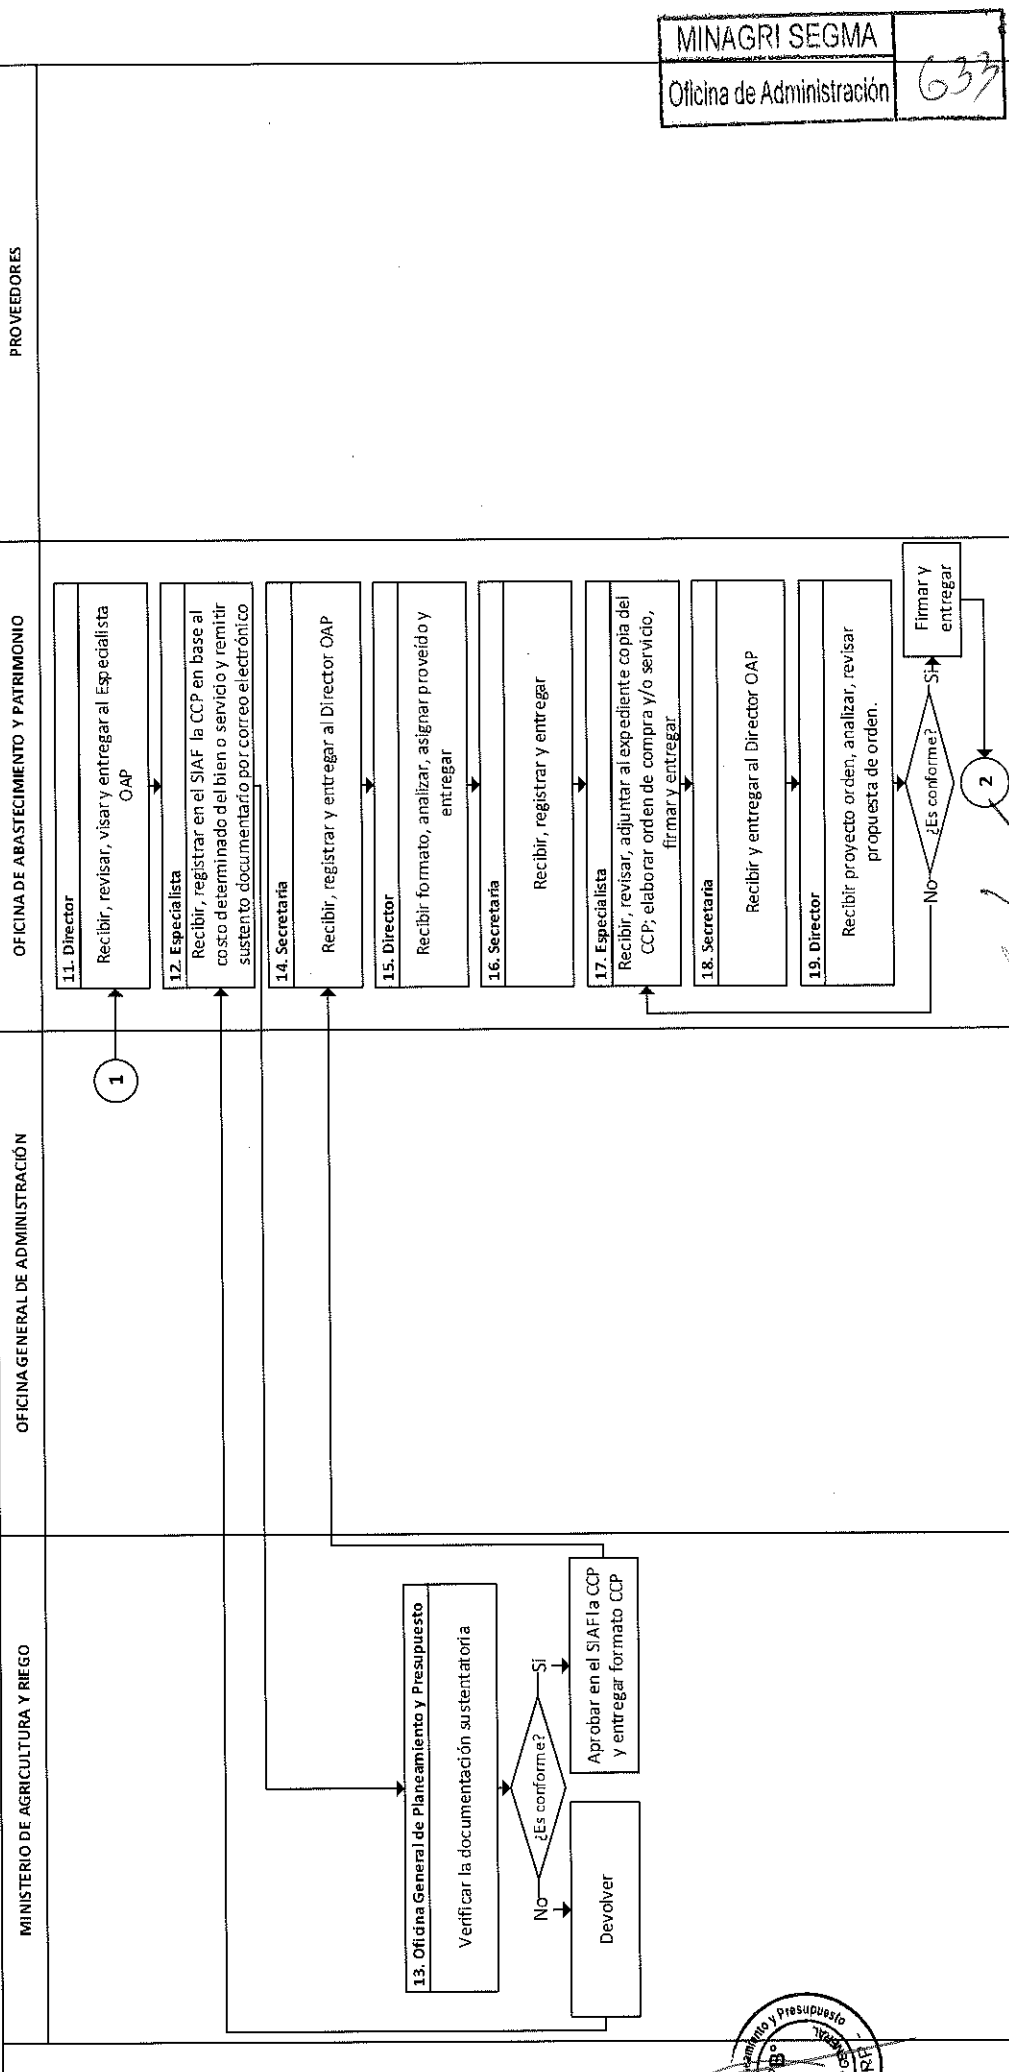 MINAGRI SEGMA
Oficina de Administración
633
MINISTERIO DE AGRICULTURA Y RIEGO
OFICINA GENERAL DE ADMINISTRACIÓN
OFICINA DE ABASTECIMIENTO Y PATRIMONIO
PROVEEDORES
1
11. Director
Recibir, revisar, visar y entregar al Especialista
OAP
12. Especialista
Recibir, registrar en el SIAF la CCP en base al
costo determinado del bien o servicio y remitir
sustento documentario por correo electrónico
13. Oficina General de Planeamiento y Presupuesto
Verificar la documentación sustentatoria
¿Es conforme?
No
Si
Devolver
Aprobar en el SIAF la CCP
y entregar formato CCP
14. Secretaria
Recibir, registrar y entregar al Director OAP
15. Director
Recibir formato, analizar, asignar proveído y
entregar
16. Secretaria
Recibir, registrar y entregar
17. Especialista
Recibir, revisar, adjuntar al expediente copia del
CCP; elaborar orden de compra y/o servicio,
firmar y entregar
18. Secretaria
Recibir y entregar al Director OAP
19. Director
Recibir proyecto orden, analizar, revisar
propuesta de orden.
¿Es conforme?
No
Si
Firmar y
entregar
2
y Presupuesto
B°